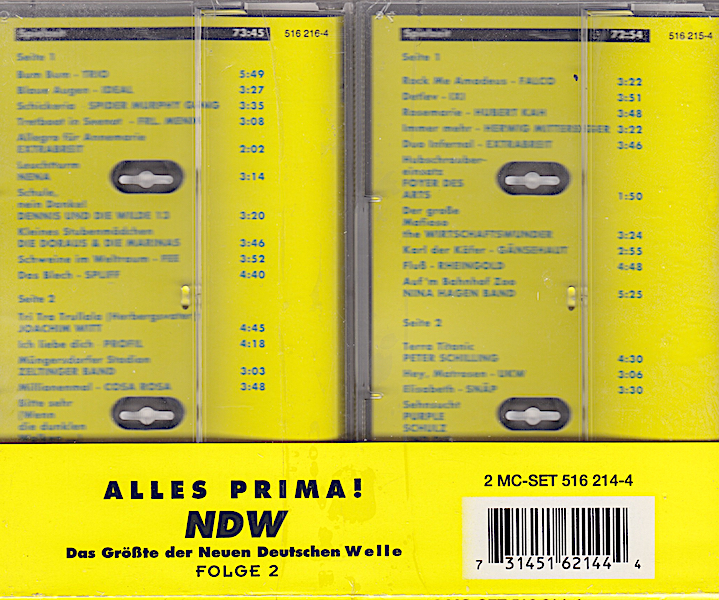 Spielzeit 73:45 516 216-4
Seite 1
Bum Bum - TRIO 5:49
Blaue Augen - IDEAL 3:27
Schickeria SPIDER MURPHY GANG 3:35
Tretboot in Seenot - FRL. MENKE 3:08
Allegro für Annemarie
EXTRABREIT 2:02
Leuchtturm
NENA 3:14
Schule,
nein Danke!
DENNIS UND DIE WILDE 13 3:20
Kleines Stubenmädchen
DIE DORAUS & DIE MARINAS 3:46
Schweine im Weltraum - FEE 3:52
Das Blech - SPLIFF 4:40
Seite 2
Tri Tra Trullala (Herbergsvater)
JOACHIM WITT 4:45
Ich liebe dich PROFIL 4:18
Müngersdorfer Stadion
ZELTINGER BAND 3:03
Millionenmal - COSA ROSA 3:48
Bitte sehr
(Wenn
die dunklen
Wolken
Spielzeit 72:54 516 215-4
Seite 1
Rock Me Amadeus - FALCO 3:22
Detlev - IXI 3:51
Rosemarie - HUBERT KAH 3:48
Immer mehr - HERWIG MITTEREGGER 3:22
Duo Infernal - EXTRABREIT 3:46
Hubschrauber-
einsatz
FOYER DES
ARTS 1:50
Der große
Mafioso
the WIRTSCHAFTSWUNDER 3:24
Karl der Käfer - GÄNSEHAUT 2:55
Fluß - RHEINGOLD 4:48
Auf'm Bahnhof Zoo
NINA HAGEN BAND 5:25
Seite 2
Terra Titanic
PETER SCHILLING 4:30
Hey, Matrosen - UKW 3:06
Elisabeth - SNÄP 3:30
Sehnsucht
PURPLE
SCHULZ
ALLES PRIMA!
NDW
Das Größte der Neuen Deutschen Welle
FOLGE 2
2 MC-SET 516 214-4
7 31451 62144 4